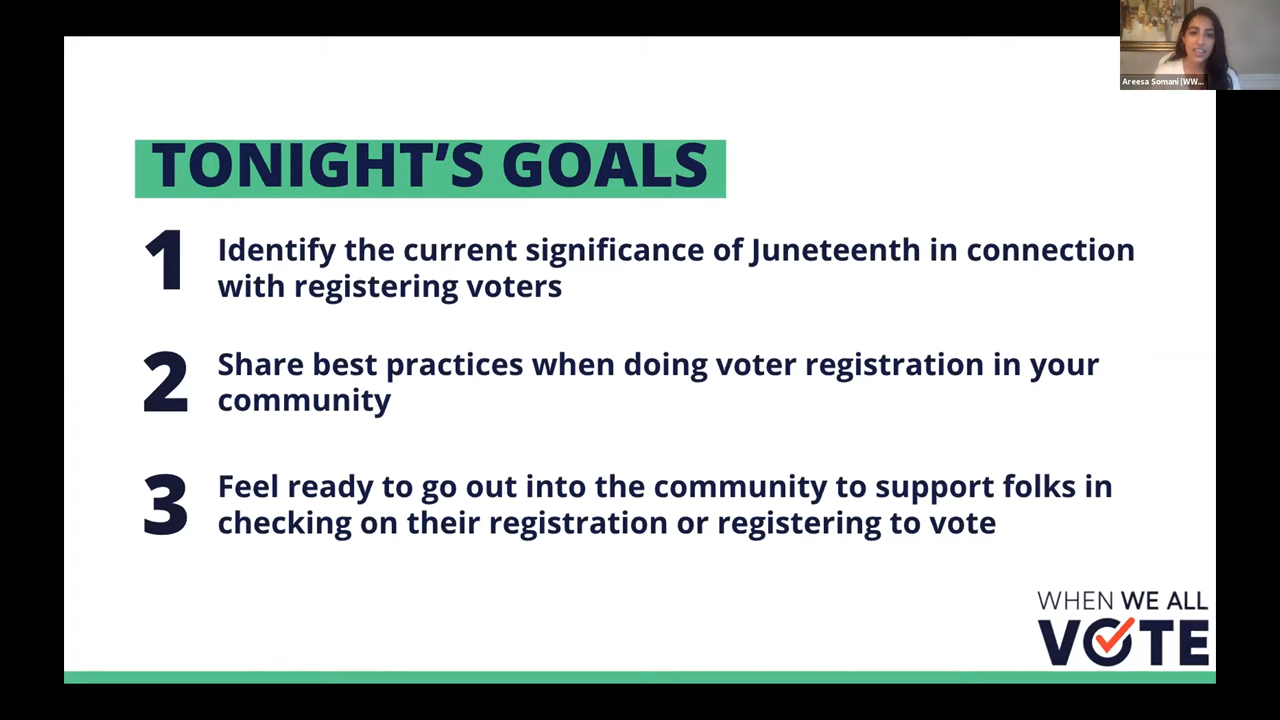 Areesa Somani (WW...
TONIGHT'S GOALS
1
Identify the current significance of Juneteenth in connection
with registering voters
2
Share best practices when doing voter registration in your
community
3
Feel ready to go out into the community to support folks in
checking on their registration or registering to vote
WHEN WE ALL
VOTE